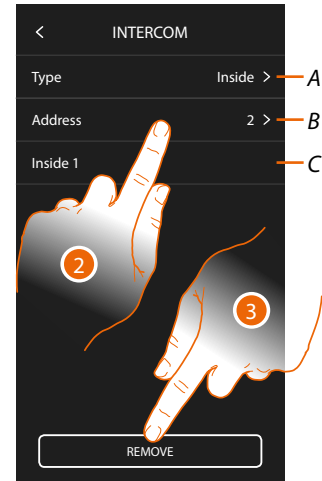 < INTERCOM
Type Inside > A
Address 2 > B
Inside 1 C
2
3
REMOVE